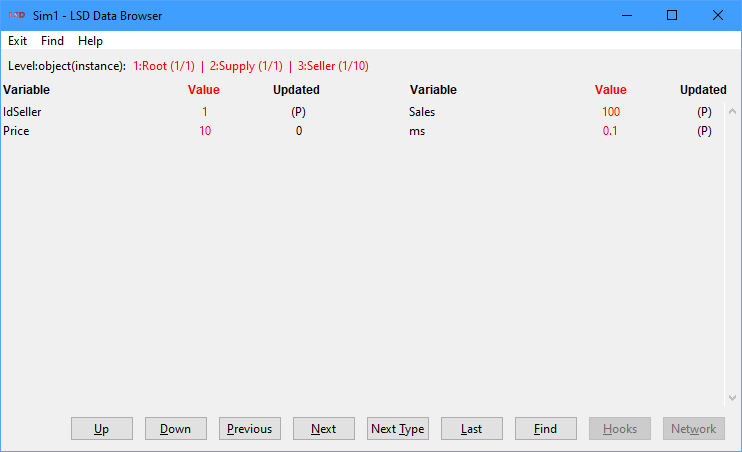 LSD Sim1 - LSD Data Browser
Exit Find Help
Level:object(instance): 1:Root (1/1) | 2:Supply (1/1) | 3:Seller (1/10)
Variable Value Updated Variable Value Updated
IdSeller 1 (P) Sales 100 (P)
Price 10 0 ms 0.1 (P)
Up Down Previous Next Next Type Last Find Hooks Network